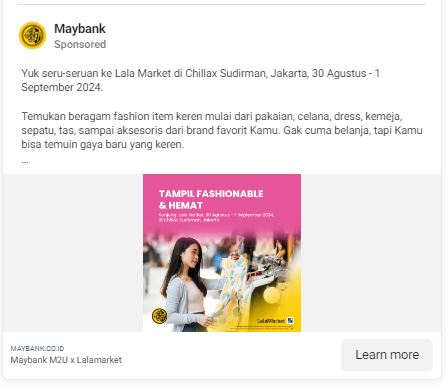 Maybank
Sponsored
Yuk seru-seruan ke Lala Market di Chillax Sudirman, Jakarta, 30 Agustus - 1
September 2024.
Temukan beragam fashion item keren mulai dari pakaian, celana, dress, kemeja,
sepatu, tas, sampai aksesoris dari brand favorit Kamu. Gak cuma belanja, tapi Kamu
bisa temuin gaya baru yang keren.
...
TAMPIL FASHIONABLE
& HEMAT
Kunjungi Lala Market, 30 Agustus - 1 September 2024,
di Chillax Sudirman, Jakarta
LalaMarket
MAYBANK.CO.ID
Maybank M2U x Lalamarket
Learn more